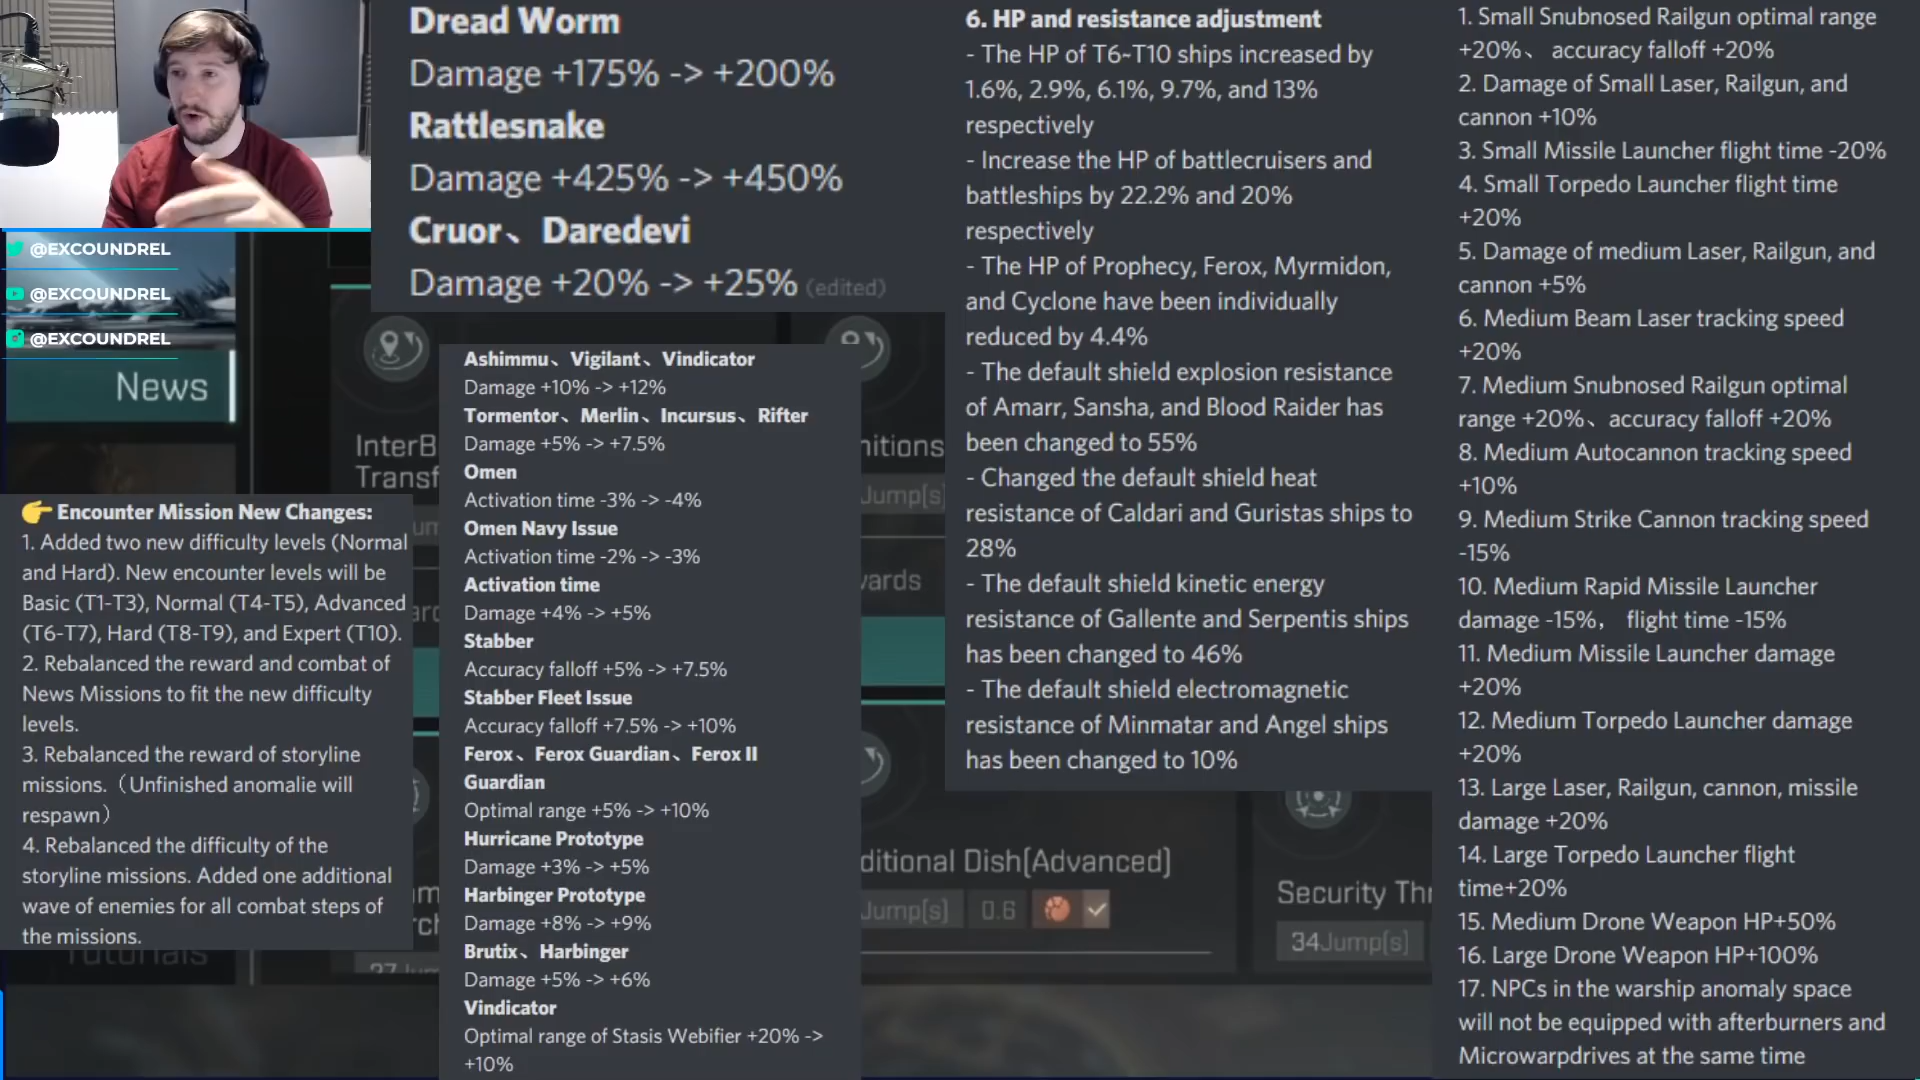 @EXCOUNDREL
@EXCOUNDREL
@EXCOUNDREL
News
Dread Worm
Damage +175% -> +200%
Rattlesnake
Damage +425% -> +450%
Cruor、Daredevi
Damage +20% -> +25% (edited)
👉 Encounter Mission New Changes:
1. Added two new difficulty levels (Normal
and Hard). New encounter levels will be
Basic (T1-T3), Normal (T4-T5), Advanced
(T6-T7), Hard (T8-T9), and Expert (T10).
2. Rebalanced the reward and combat of
News Missions to fit the new difficulty
levels.
3. Rebalanced the reward of storyline
missions.（Unfinished anomalie will
respawn）
4. Rebalanced the difficulty of the
storyline missions. Added one additional
wave of enemies for all combat steps of
the missions.
Tutorials
InterB
Transf
Ashimmu、Vigilant、Vindicator
Damage +10% -> +12%
Tormentor、Merlin、Incursus、Rifter
Damage +5% -> +7.5%
Omen
Activation time -3% -> -4%
Omen Navy Issue
Activation time -2% -> -3%
Activation time
Damage +4% -> +5%
Stabber
Accuracy falloff +5% -> +7.5%
Stabber Fleet Issue
Accuracy falloff +7.5% -> +10%
Ferox、Ferox Guardian、Ferox II
Guardian
Optimal range +5% -> +10%
Hurricane Prototype
Damage +3% -> +5%
Harbinger Prototype
Damage +8% -> +9%
Brutix、Harbinger
Damage +5% -> +6%
Vindicator
Optimal range of Stasis Webifier +20% ->
+10%
nitions
Jump(s)
vards
6. HP and resistance adjustment
- The HP of T6~T10 ships increased by
1.6%, 2.9%, 6.1%, 9.7%, and 13%
respectively
- Increase the HP of battlecruisers and
battleships by 22.2% and 20%
respectively
- The HP of Prophecy, Ferox, Myrmidon,
and Cyclone have been individually
reduced by 4.4%
- The default shield explosion resistance
of Amarr, Sansha, and Blood Raider has
been changed to 55%
- Changed the default shield heat
resistance of Caldari and Guristas ships to
28%
- The default shield kinetic energy
resistance of Gallente and Serpentis ships
has been changed to 46%
- The default shield electromagnetic
resistance of Minmatar and Angel ships
has been changed to 10%
ditional Dish[Advanced]
Jump(s) 0.6
Security Thr
34Jump(s)
1. Small Snubnosed Railgun optimal range
+20%、 accuracy falloff +20%
2. Damage of Small Laser, Railgun, and
cannon +10%
3. Small Missile Launcher flight time -20%
4. Small Torpedo Launcher flight time
+20%
5. Damage of medium Laser, Railgun, and
cannon +5%
6. Medium Beam Laser tracking speed
+20%
7. Medium Snubnosed Railgun optimal
range +20%、accuracy falloff +20%
8. Medium Autocannon tracking speed
+10%
9. Medium Strike Cannon tracking speed
-15%
10. Medium Rapid Missile Launcher
damage -15%， flight time -15%
11. Medium Missile Launcher damage
+20%
12. Medium Torpedo Launcher damage
+20%
13. Large Laser, Railgun, cannon, missile
damage +20%
14. Large Torpedo Launcher flight
time+20%
15. Medium Drone Weapon HP+50%
16. Large Drone Weapon HP+100%
17. NPCs in the warship anomaly space
will not be equipped with afterburners and
Microwarpdrives at the same time